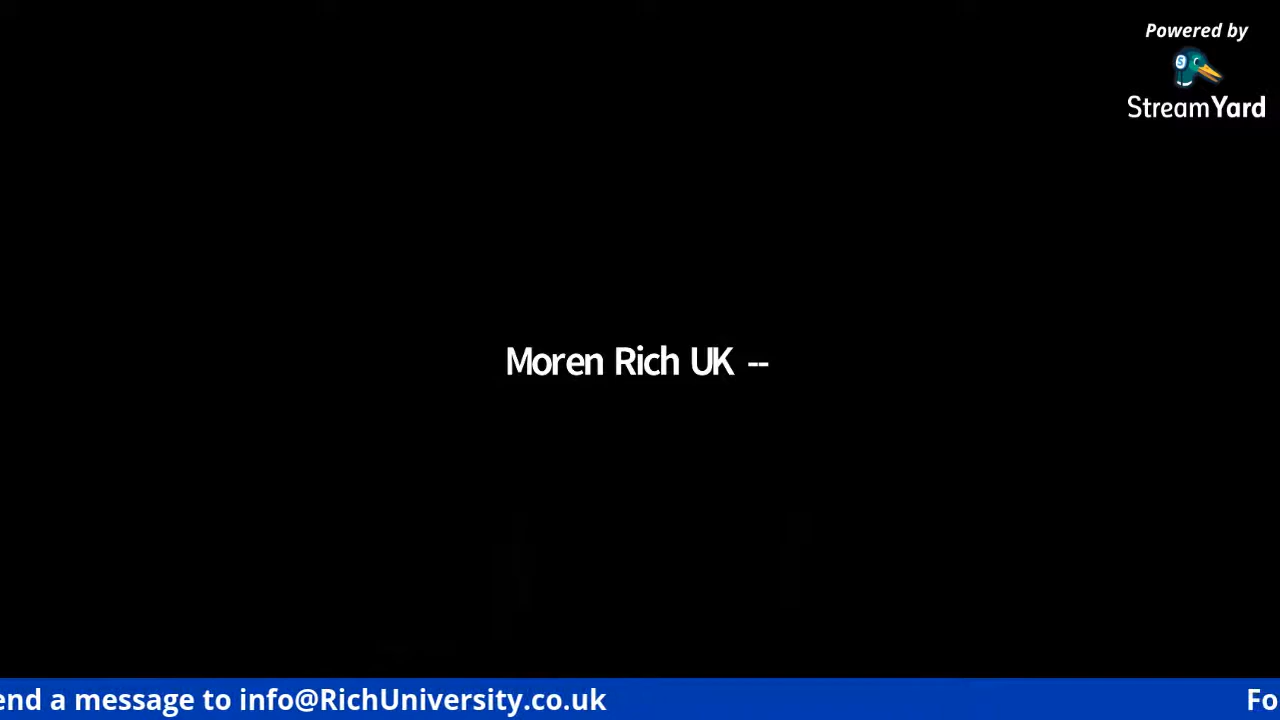 Powered by
StreamYard
Moren Rich UK --
end a message to info@RichUniversity.co.uk
Fo